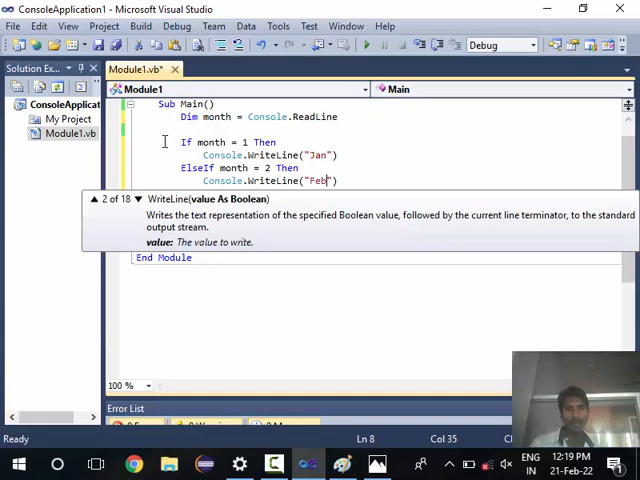 ConsoleApplication1 - Microsoft Visual Studio
File Edit View Project Build Debug Team Data Tools Test Window Help
Debug
Solution Ex...
Module1.vb*
Module1
Main
ConsoleApplicat
My Project
Module1.vb
Sub Main()
Dim month = Console.ReadLine
If month = 1 Then
Console.WriteLine("Jan")
ElseIf month = 2 Then
Console.WriteLine("Feb")
2 of 18 WriteLine(value As Boolean)
Writes the text representation of the specified Boolean value, followed by the current line terminator, to the standard
output stream.
value: The value to write.
End Module
100 %
Error List
Ready
Ln 8
Col 35
ENG
IN
12:19 PM
21-Feb-22